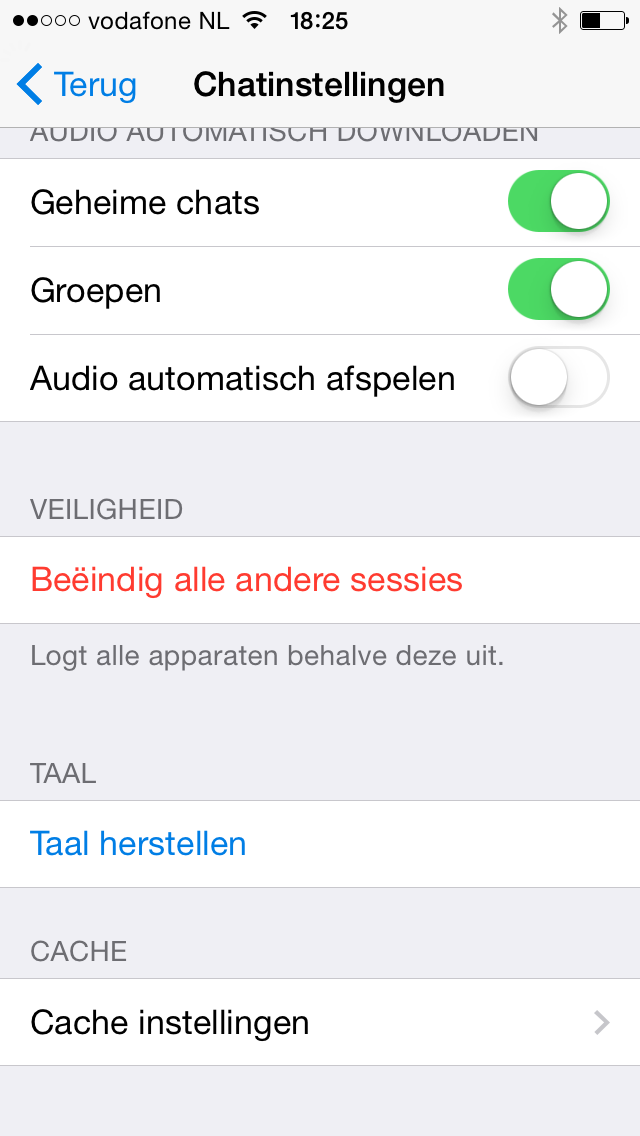 vodafone NL 18:25
Terug Chatinstellingen
AUDIO AUTOMATISCH DOWNLOADEN
Geheime chats
Groepen
Audio automatisch afspelen
VEILIGHEID
Beëindig alle andere sessies
Logt alle apparaten behalve deze uit.
TAAL
Taal herstellen
CACHE
Cache instellingen